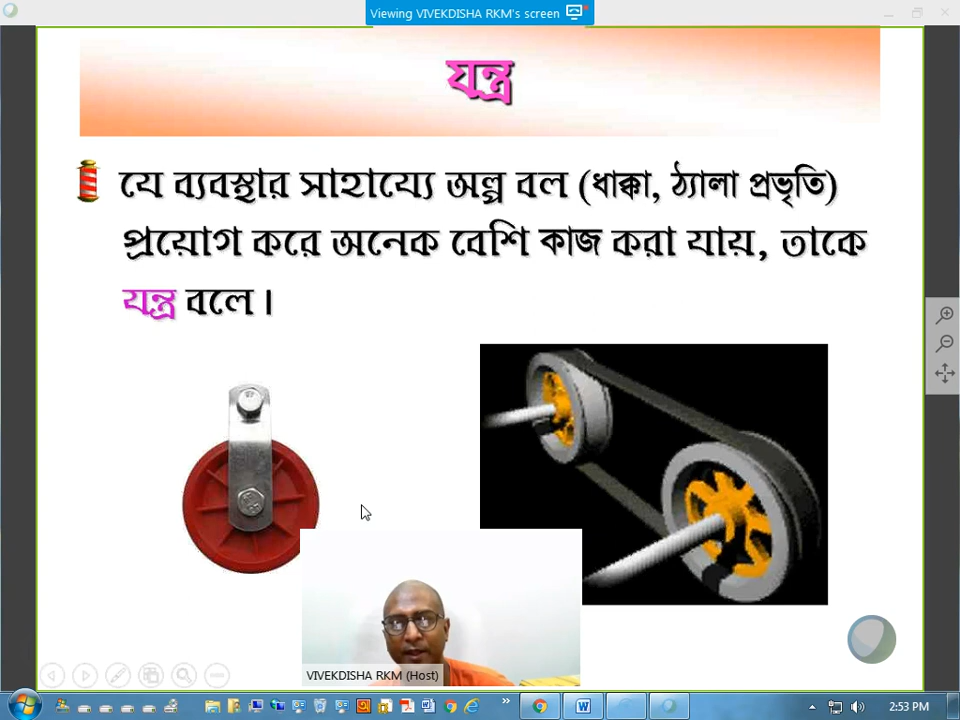 Viewing VIVEKDISHA RKM's screen
যন্ত্র
যে ব্যবস্থার সাহায্যে অল্প বল (ধাক্কা, ঠ্যালা প্রভৃতি)
প্রয়োগ করে অনেক বেশি কাজ করা যায়, তাকে
যন্ত্র বলে।
VIVEKDISHA RKM (Host)
2:53 PM